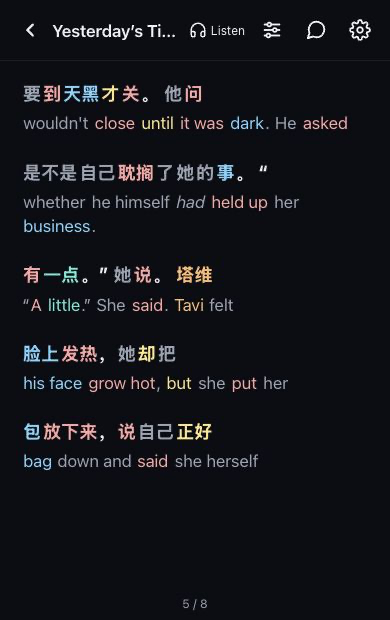 Yesterday's Ti...
Listen
要到天黑才关。他问
wouldn't close until it was dark. He asked
是不是自己耽搁了她的事。“
whether he himself had held up her
business.
有一点。”她说。塔维
“A little.” She said. Tavi felt
脸上发热，她却把
his face grow hot, but she put her
包放下来，说自己正好
bag down and said she herself
5 / 8